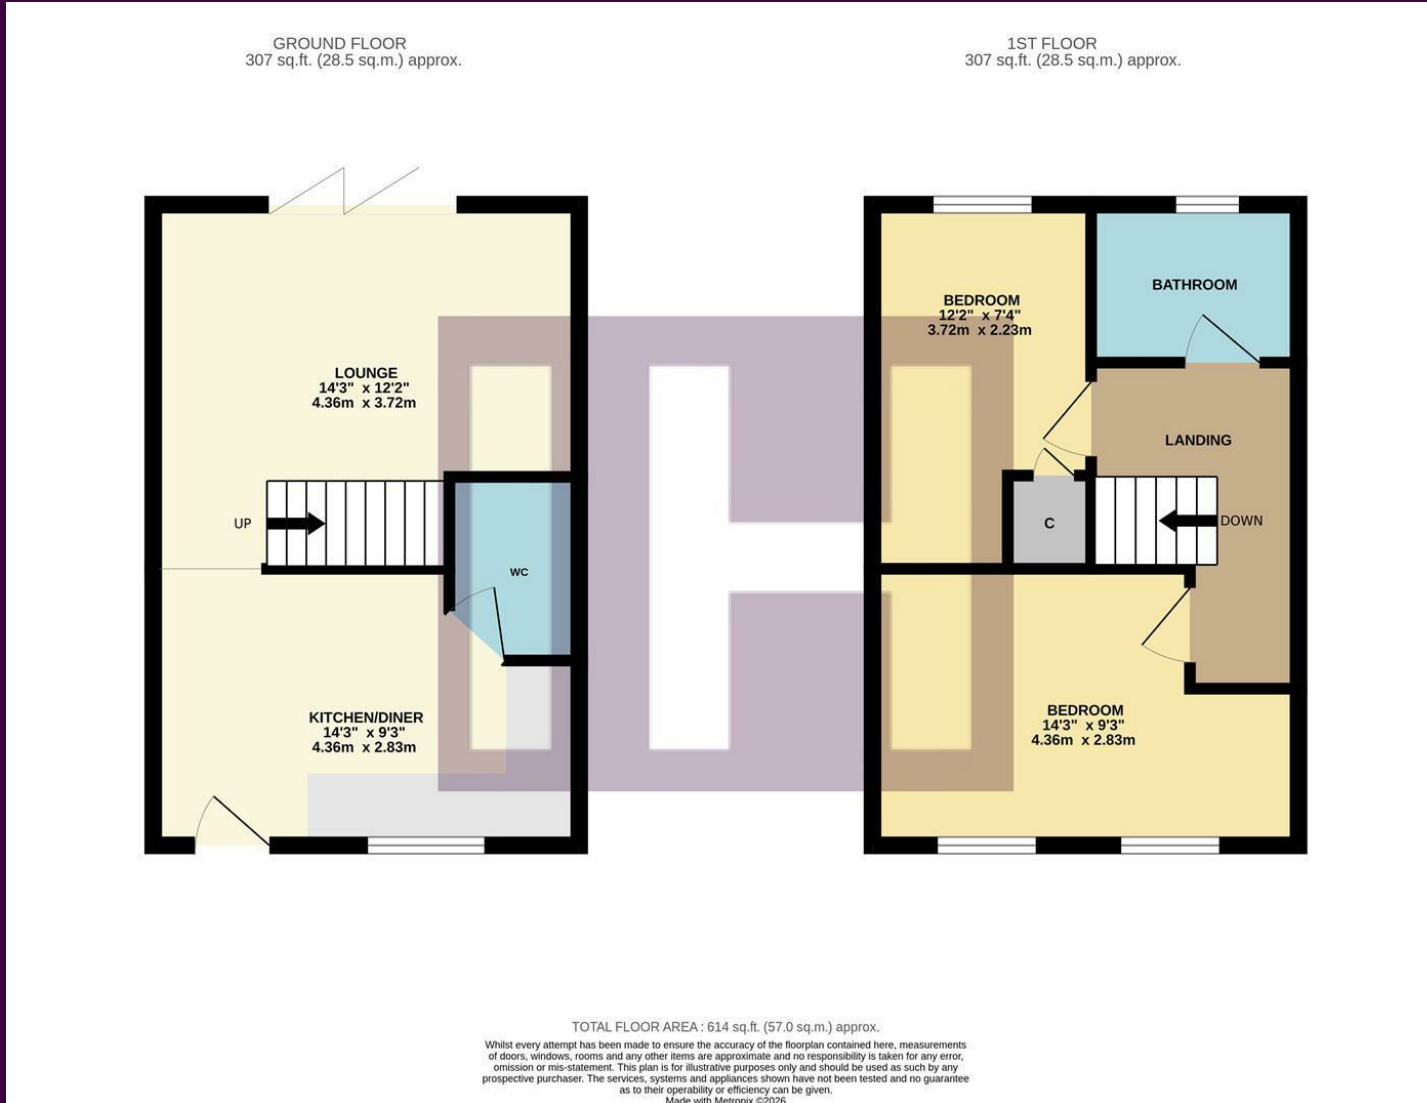 GROUND FLOOR
307 sq.ft. (28.5 sq.m.) approx.
1ST FLOOR
307 sq.ft. (28.5 sq.m.) approx.
LOUNGE
14'3" x 12'2"
4.36m x 3.72m
UP
WC
KITCHEN/DINER
14'3" x 9'3"
4.36m x 2.83m
BEDROOM
12'2" x 7'4"
3.72m x 2.23m
BATHROOM
LANDING
C
DOWN
BEDROOM
14'3" x 9'3"
4.36m x 2.83m
TOTAL FLOOR AREA : 614 sq.ft. (57.0 sq.m.) approx.
Whilst every attempt has been made to ensure the accuracy of the floorplan contained here, measurements
of doors, windows, rooms and any other items are approximate and no responsibility is taken for any error,
omission or mis-statement. This plan is for illustrative purposes only and should be used as such by any
prospective purchaser. The services, systems and appliances shown have not been tested and no guarantee
as to their operability or efficiency can be given.
Made with Metropix ©2026